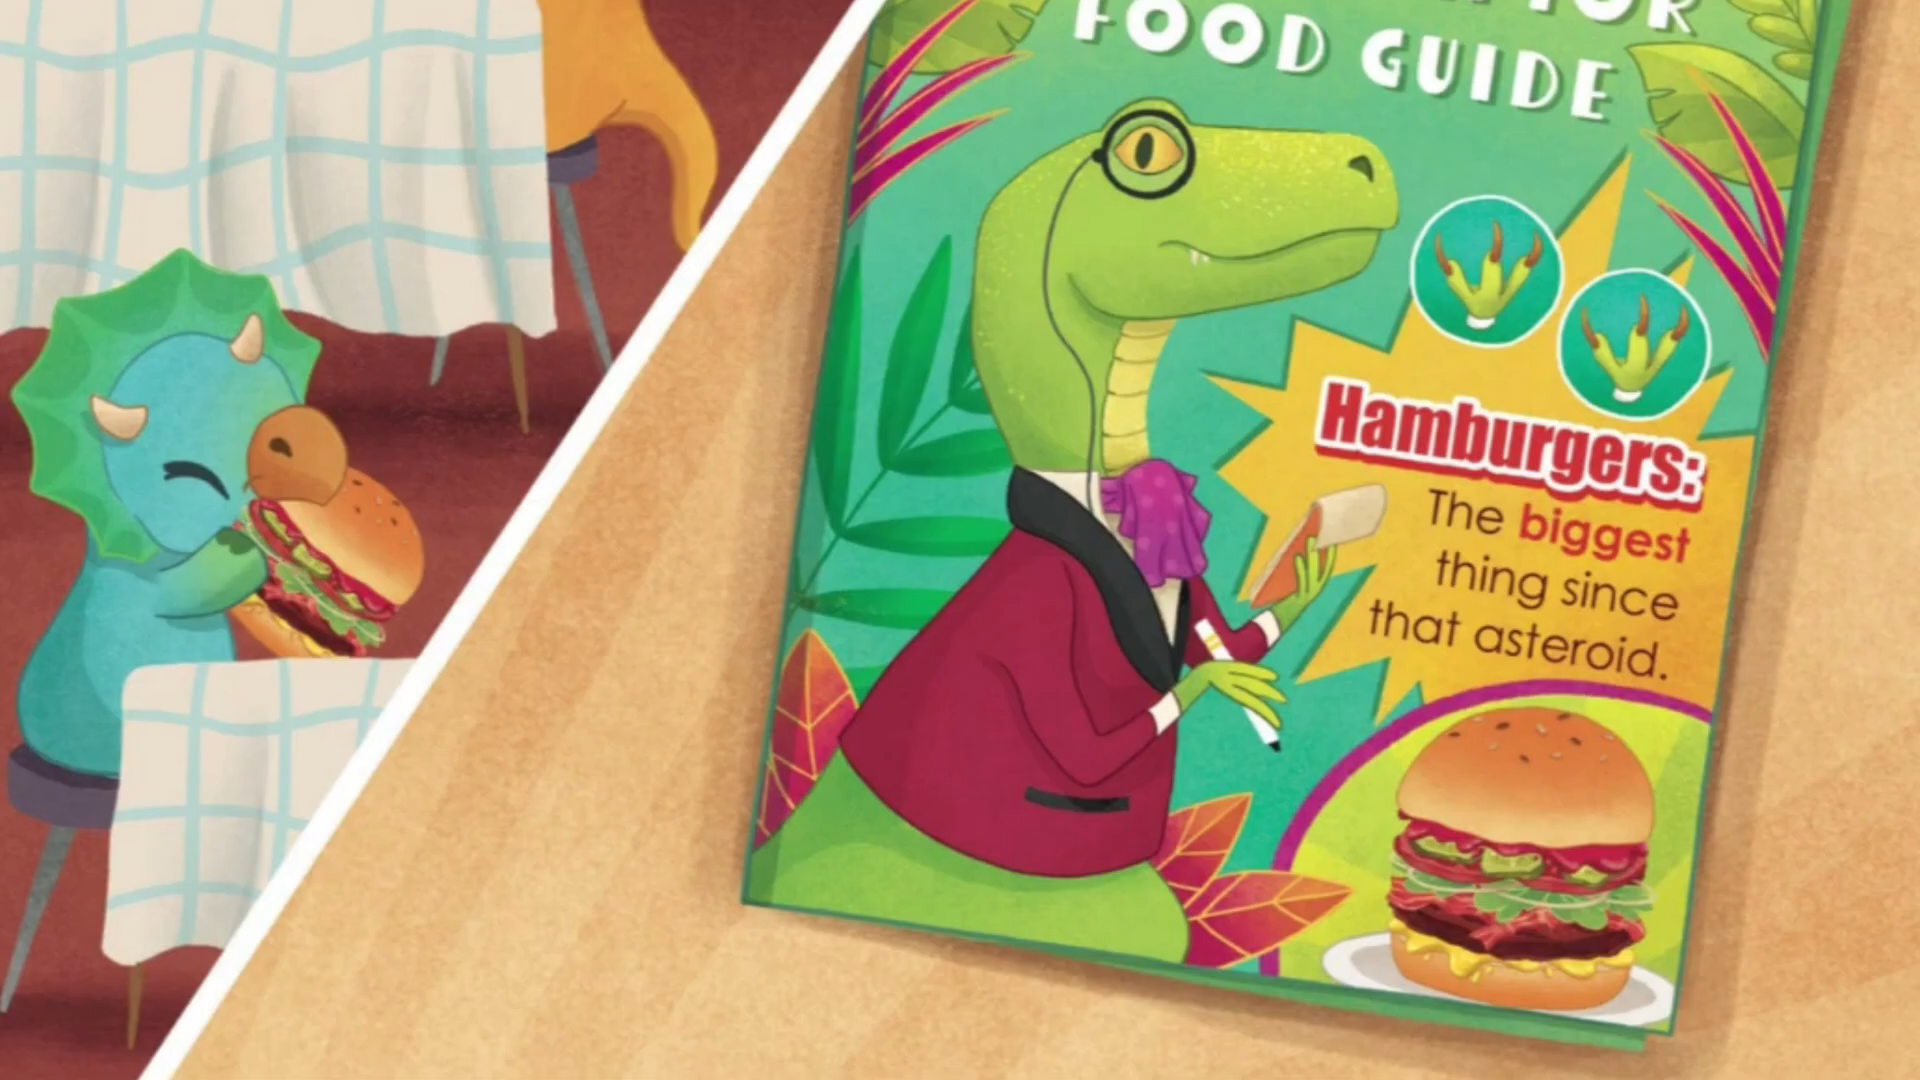 FOOD GUIDE
Hamburgers:
The biggest
thing since
that asteroid.